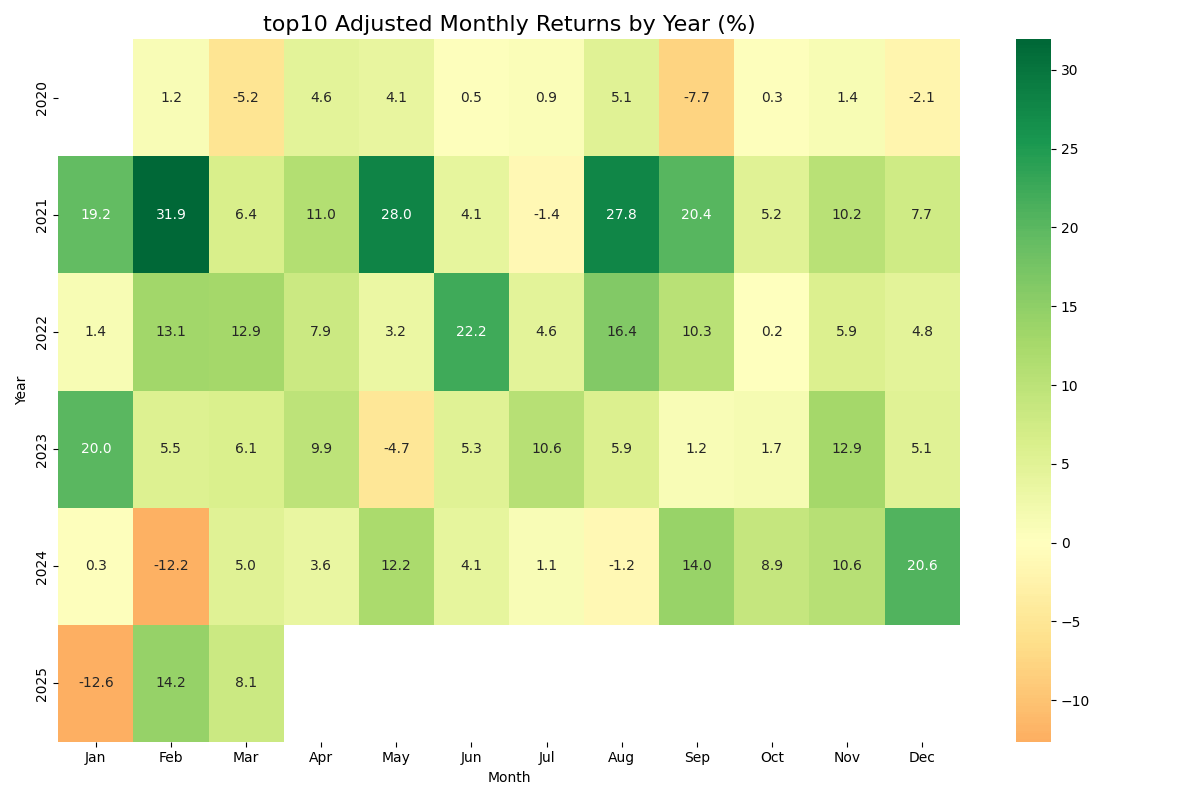 top10 Adjusted Monthly Returns by Year (%)
2020 1.2 -5.2 4.6 4.1 0.5 0.9 5.1 -7.7 0.3 1.4 -2.1
2021 19.2 31.9 6.4 11.0 28.0 4.1 -1.4 27.8 20.4 5.2 10.2 7.7
2022 1.4 13.1 12.9 7.9 3.2 22.2 4.6 16.4 10.3 0.2 5.9 4.8
2023 20.0 5.5 6.1 9.9 -4.7 5.3 10.6 5.9 1.2 1.7 12.9 5.1
2024 0.3 -12.2 5.0 3.6 12.2 4.1 1.1 -1.2 14.0 8.9 10.6 20.6
2025 -12.6 14.2 8.1
Jan Feb Mar Apr May Jun Jul Aug Sep Oct Nov Dec
Month
Year
30
25
20
15
10
5
0
−5
−10